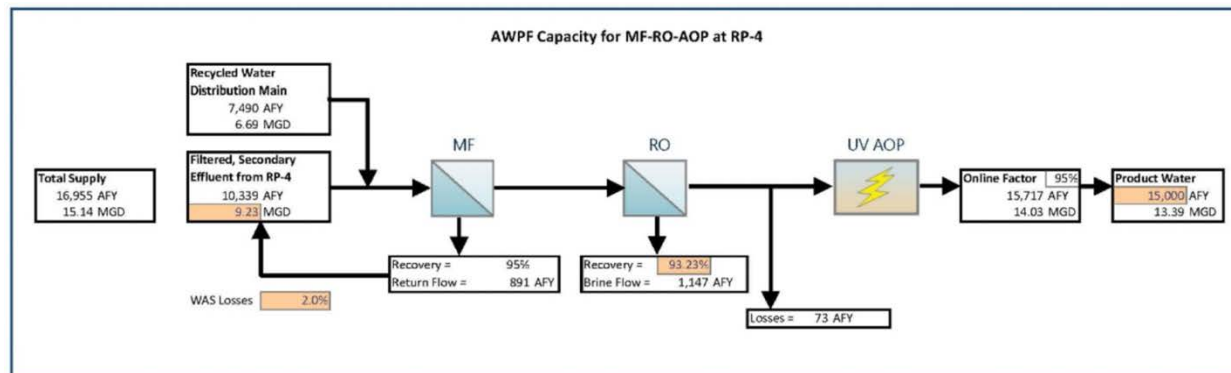 AWPF Capacity for MF-RO-AOP at RP-4
Recycled Water
Distribution Main
7,490 AFY
6.69 MGD
MF
RO
UV AOP
Total Supply
16,955 AFY
15.14 MGD
Filtered, Secondary
Effluent from RP-4
10,339 AFY
9.23 MGD
Online Factor 95%
15,717 AFY
14.03 MGD
Product Water
15,000 AFY
13.39 MGD
Recovery = 95%
Return Flow = 891 AFY
Recovery = 93.23%
Brine Flow = 1,147 AFY
WAS Losses 2.0%
Losses = 73 AFY